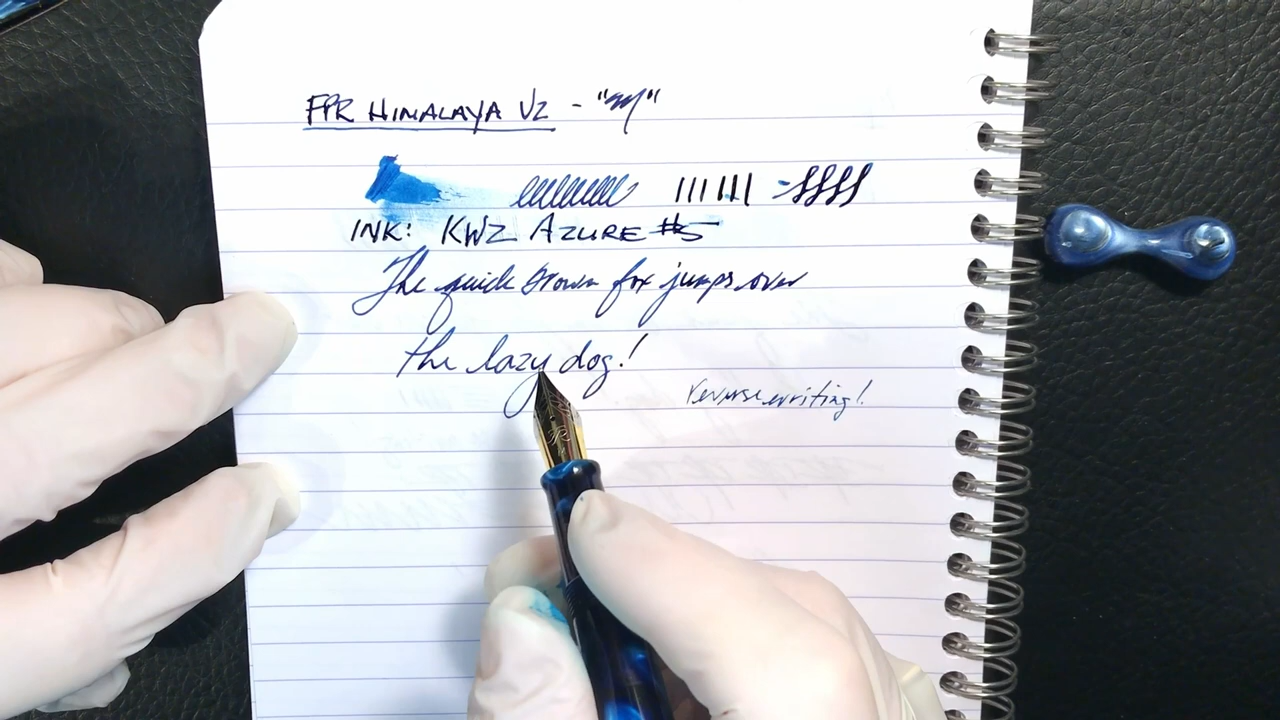 FPR HIMALAYA V2 - "M"
INK: KWZ AZURE #5
The quick brown fox jumps over
the lazy dog!
reverse writing!